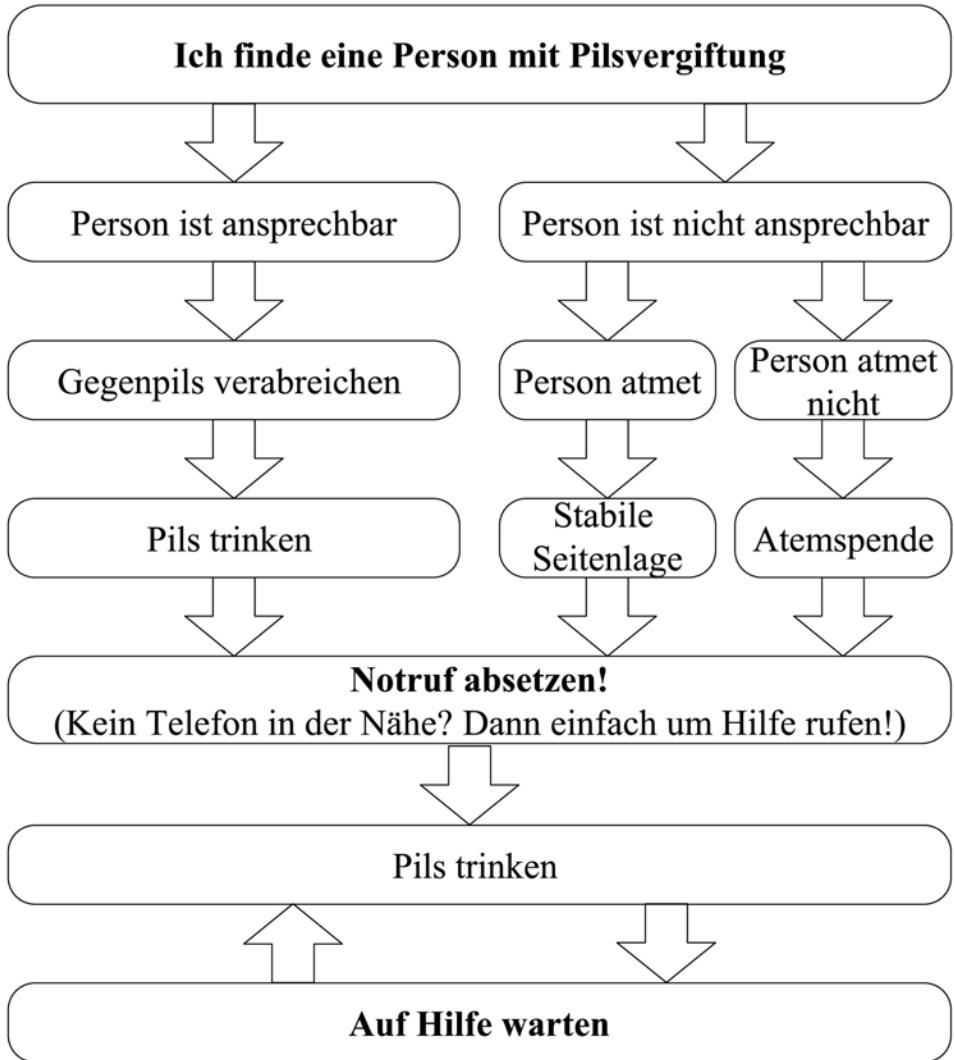 Ich finde eine Person mit Pilsvergiftung
Person ist ansprechbar
Person ist nicht ansprechbar
Gegenpils verabreichen
Person atmet
Person atmet
nicht
Pils trinken
Stabile
Seitenlage
Atemspende
Notruf absetzen!
(Kein Telefon in der Nähe? Dann einfach um Hilfe rufen!)
Pils trinken
Auf Hilfe warten